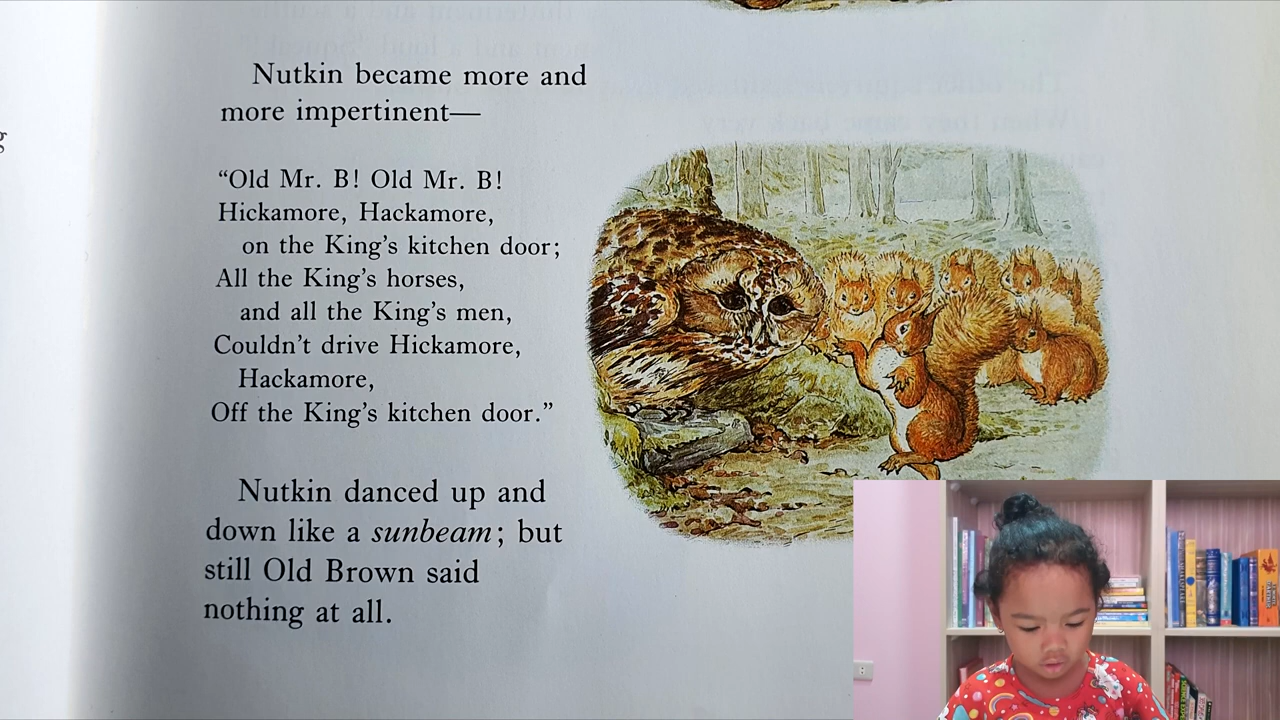 Nutkin became more and
more impertinent—
“Old Mr. B! Old Mr. B!
Hickamore, Hackamore,
on the King’s kitchen door;
All the King’s horses,
and all the King’s men,
Couldn’t drive Hickamore,
Hackamore,
Off the King’s kitchen door.”
Nutkin danced up and
down like a sunbeam; but
still Old Brown said
nothing at all.